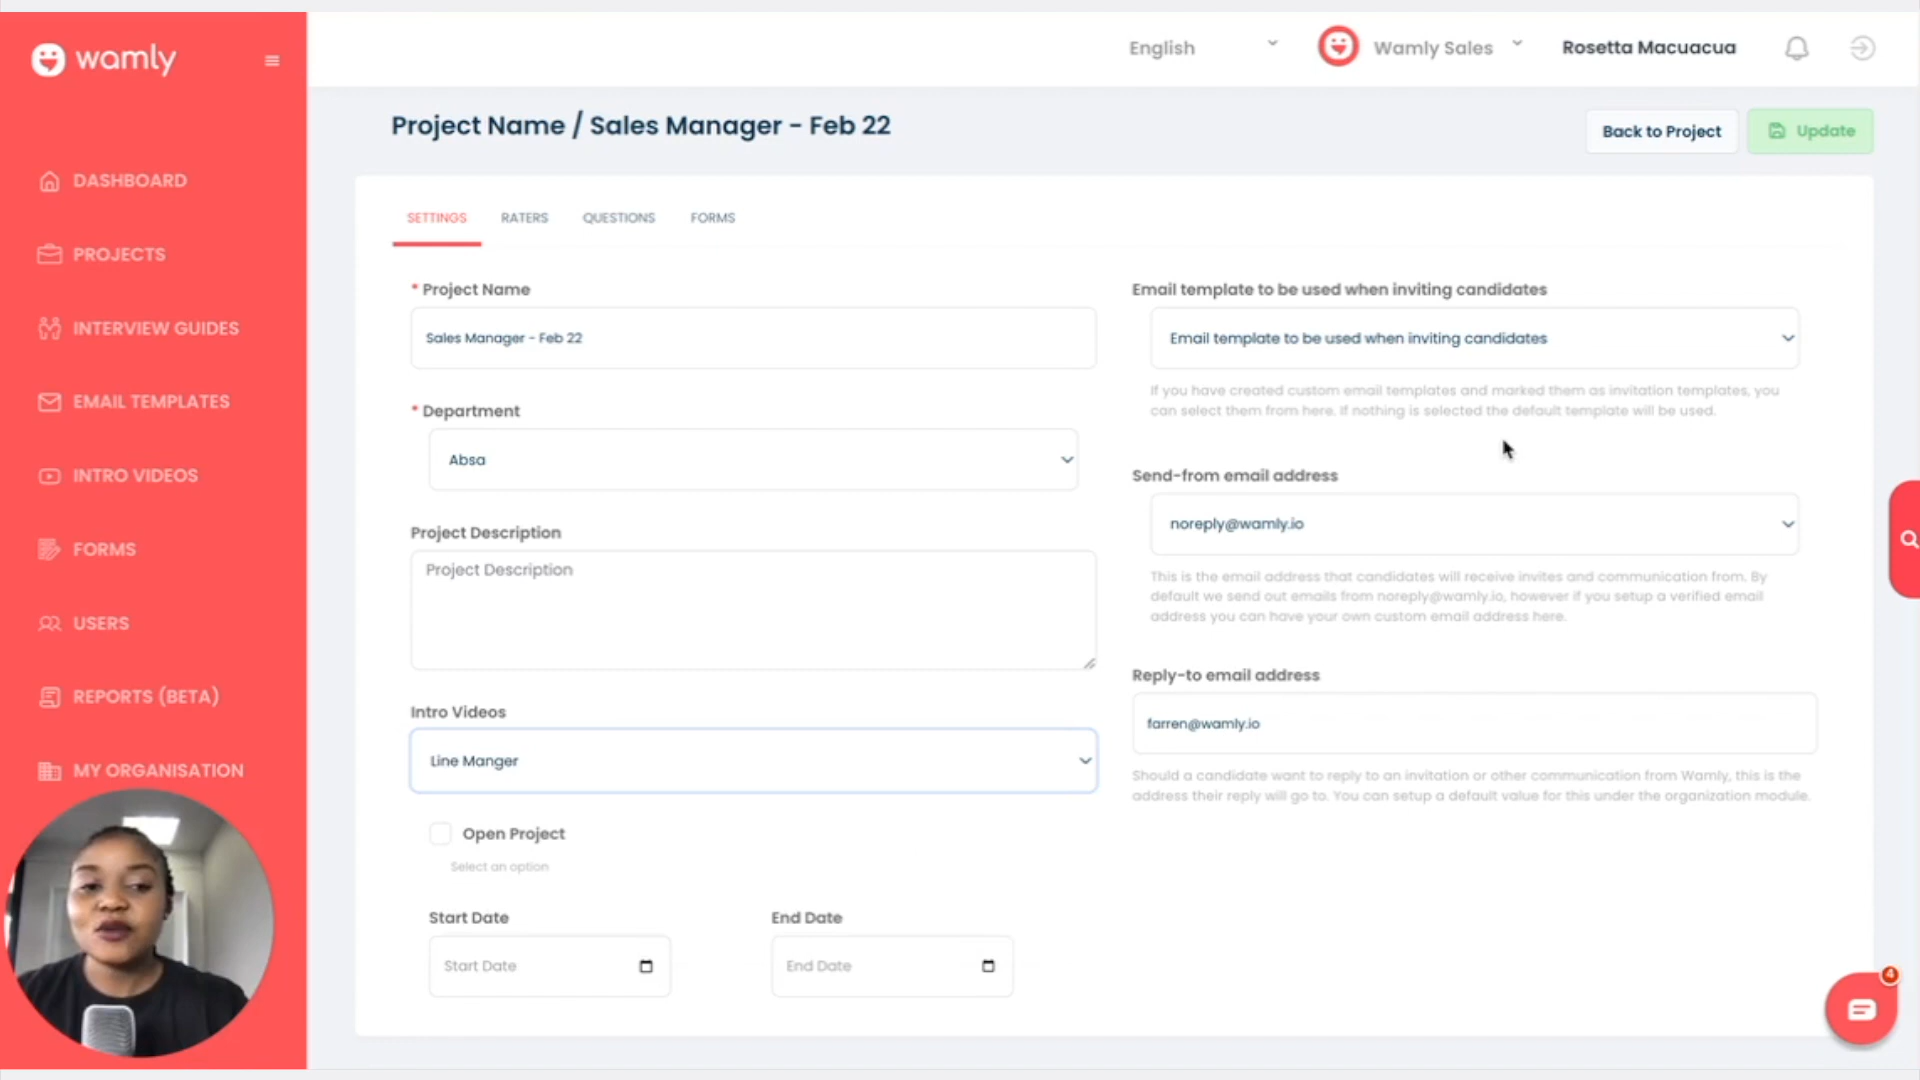 wamly
English
Wamly Sales
Rosetta Macuacua
DASHBOARD
PROJECTS
INTERVIEW GUIDES
EMAIL TEMPLATES
INTRO VIDEOS
FORMS
USERS
REPORTS (BETA)
MY ORGANISATION
Project Name / Sales Manager - Feb 22
Back to Project
Update
SETTINGS
RATERS
QUESTIONS
FORMS
* Project Name
Sales Manager - Feb 22
* Department
Absa
Project Description
Project Description
Intro Videos
Line Manger
Open Project
Select an option
Start Date
Start Date
End Date
End Date
Email template to be used when inviting candidates
Email template to be used when inviting candidates
If you have created custom email templates and marked them as invitation templates, you
can select them from here. If nothing is selected the default template will be used.
Send-from email address
noreply@wamly.io
This is the email address that candidates will receive invites and communication from. By
default we send out emails from noreply@wamly.io, however if you setup a verified email
address you can have your own custom email address here.
Reply-to email address
farren@wamly.io
Should a candidate want to reply to an invitation or other communication from Wamly, this is the
address their reply will go to. You can setup a default value for this under the organization module.
4